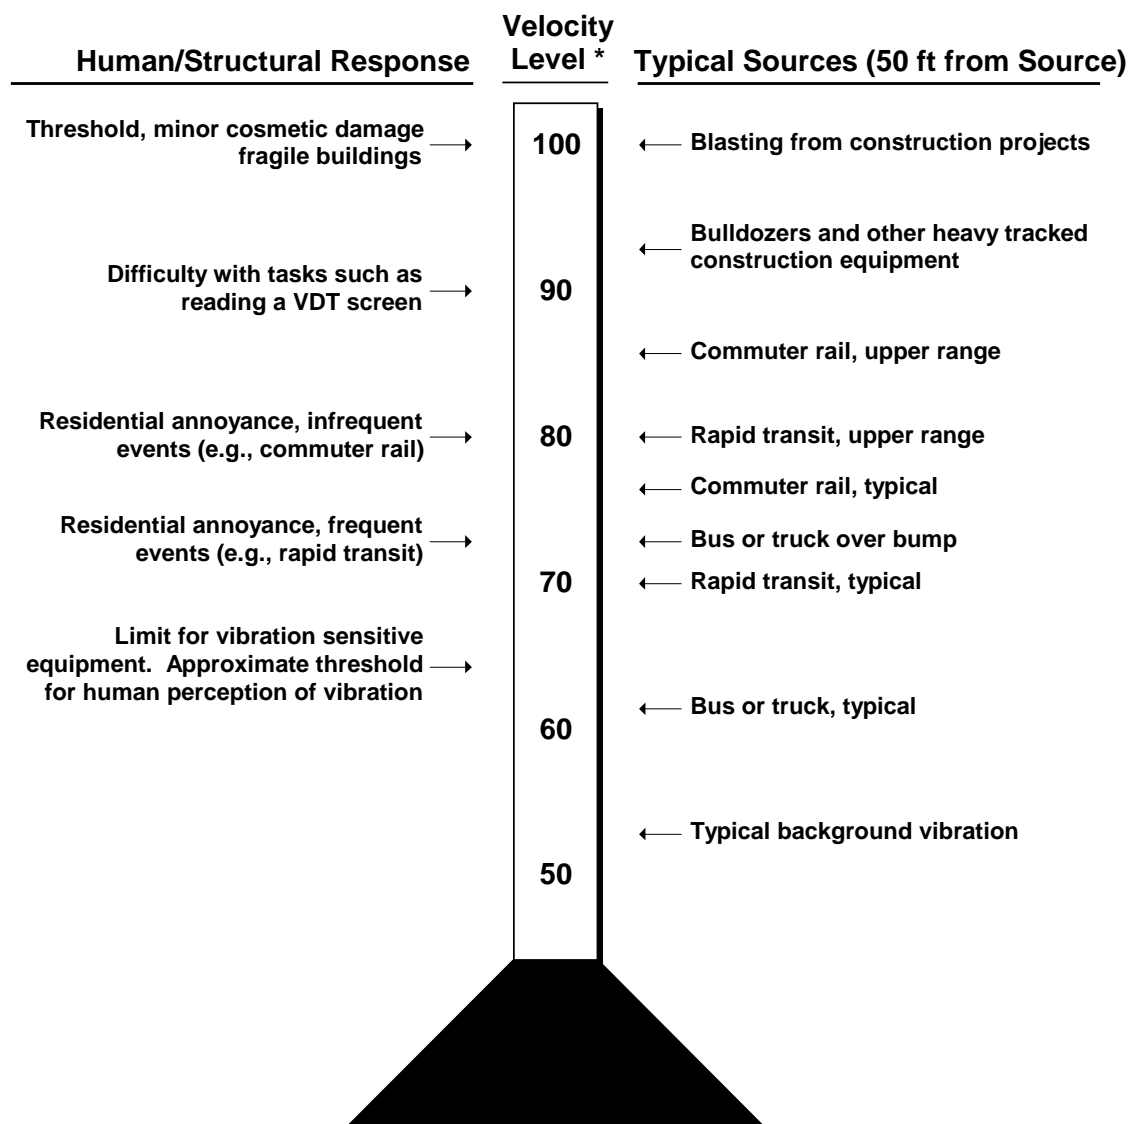 Human/Structural Response
Velocity
Level *
Typical Sources (50 ft from Source)
Threshold, minor cosmetic damage
fragile buildings
100
Blasting from construction projects
Bulldozers and other heavy tracked
construction equipment
Difficulty with tasks such as
reading a VDT screen
90
Commuter rail, upper range
Residential annoyance, infrequent
events (e.g., commuter rail)
80
Rapid transit, upper range
Commuter rail, typical
Residential annoyance, frequent
events (e.g., rapid transit)
Bus or truck over bump
70
Rapid transit, typical
Limit for vibration sensitive
equipment.  Approximate threshold
for human perception of vibration
Bus or truck, typical
60
Typical background vibration
50